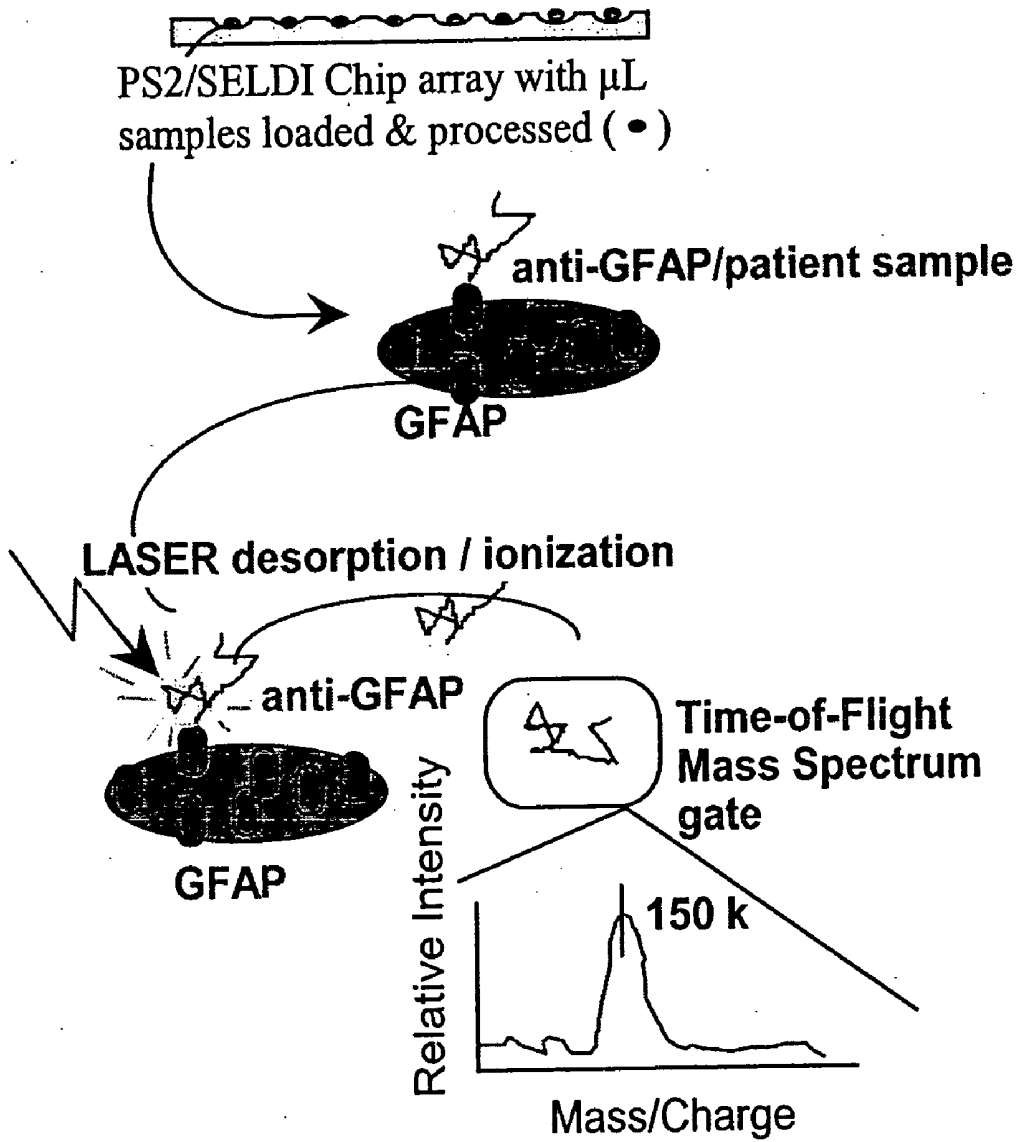 PS2/SELDI Chip array with μL
samples loaded & processed ( • )
anti-GFAP/patient sample
GFAP
LASER desorption / ionization
anti-GFAP
Time-of-Flight
Mass Spectrum
gate
GFAP
Relative Intensity
150 k
Mass/Charge